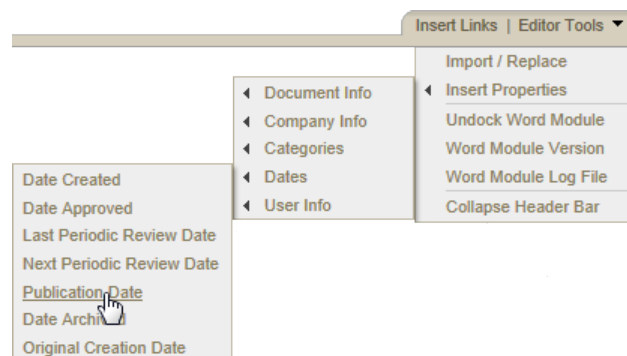 Insert Links | Editor Tools
Import / Replace
Insert Properties
Undock Word Module
Word Module Version
Word Module Log File
Collapse Header Bar
Document Info
Company Info
Categories
Dates
User Info
Date Created
Date Approved
Last Periodic Review Date
Next Periodic Review Date
Publication Date
Date Archived
Original Creation Date